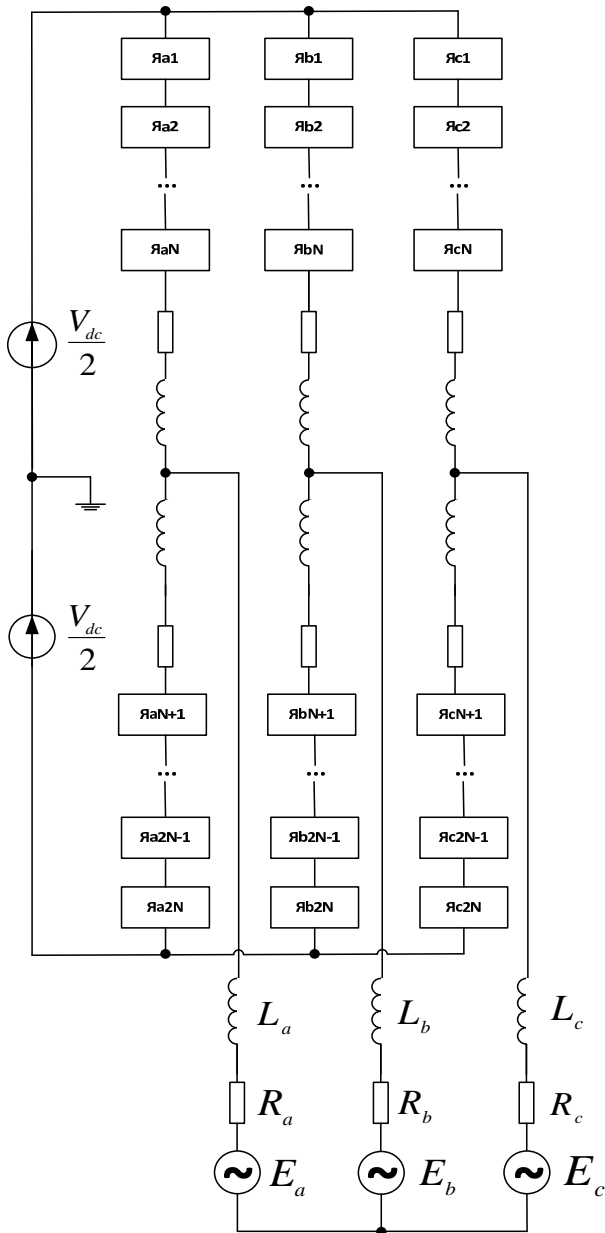 Яa1 Яb1 Яc1
Яa2 Яb2 Яc2
... ... ...
ЯaN ЯbN ЯcN
V_dc/2
V_dc/2
ЯaN+1 ЯbN+1 ЯcN+1
... ... ...
Яa2N-1 Яb2N-1 Яc2N-1
Яa2N Яb2N Яc2N
L_a L_b L_c
R_a R_b R_c
E_a E_b E_c